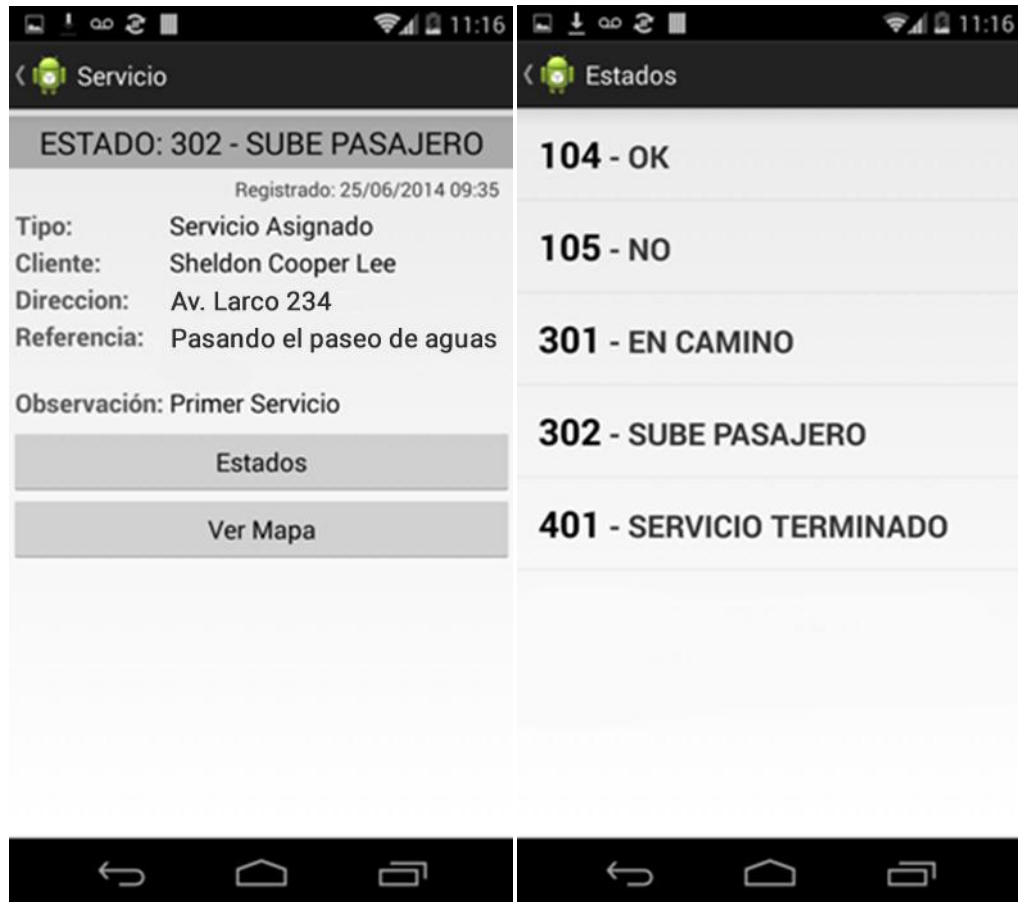 11:16
Servicio
ESTADO: 302 - SUBE PASAJERO
Registrado: 25/06/2014 09:35
Tipo: Servicio Asignado
Cliente: Sheldon Cooper Lee
Direccion: Av. Larco 234
Referencia: Pasando el paseo de aguas
Observación: Primer Servicio
Estados
Ver Mapa
11:16
Estados
104 - OK
105 - NO
301 - EN CAMINO
302 - SUBE PASAJERO
401 - SERVICIO TERMINADO